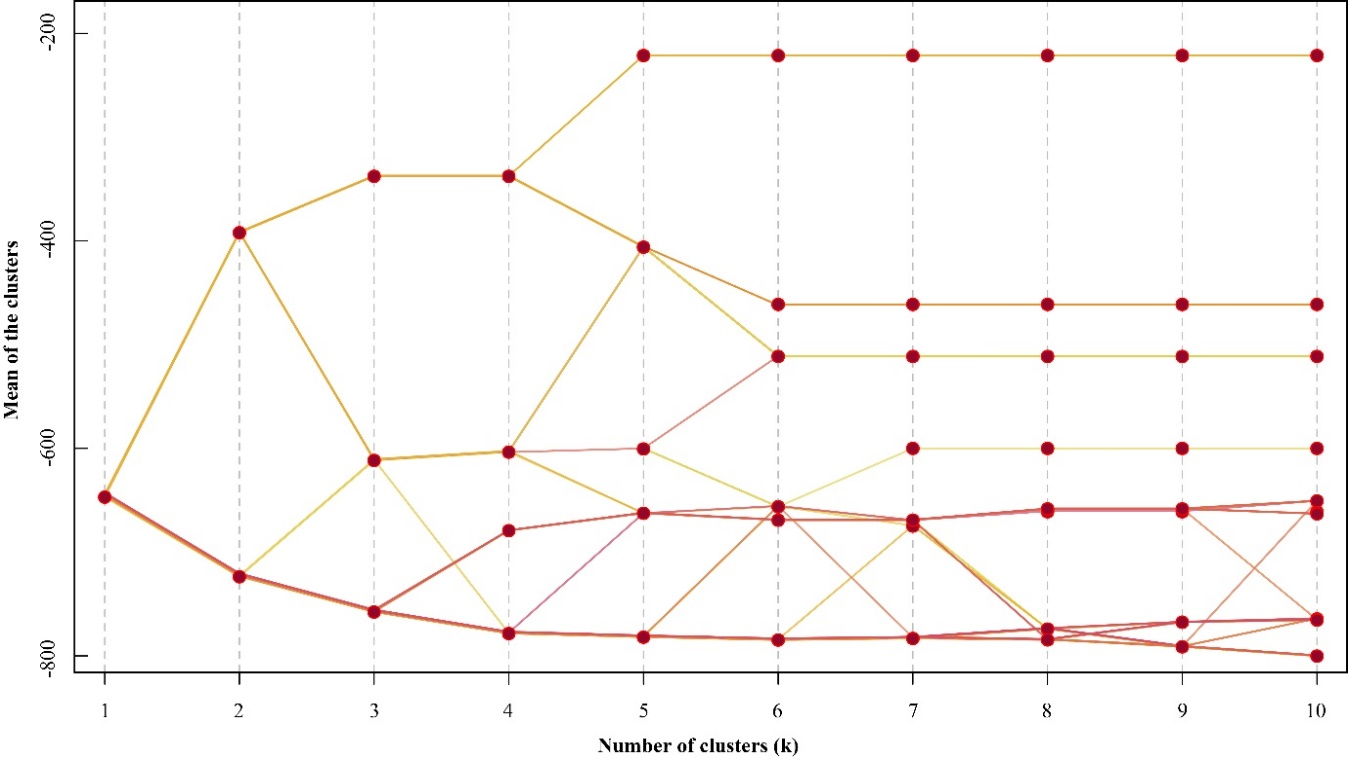 Mean of the clusters
-200
-400
-600
-800
1 2 3 4 5 6 7 8 9 10
Number of clusters (k)